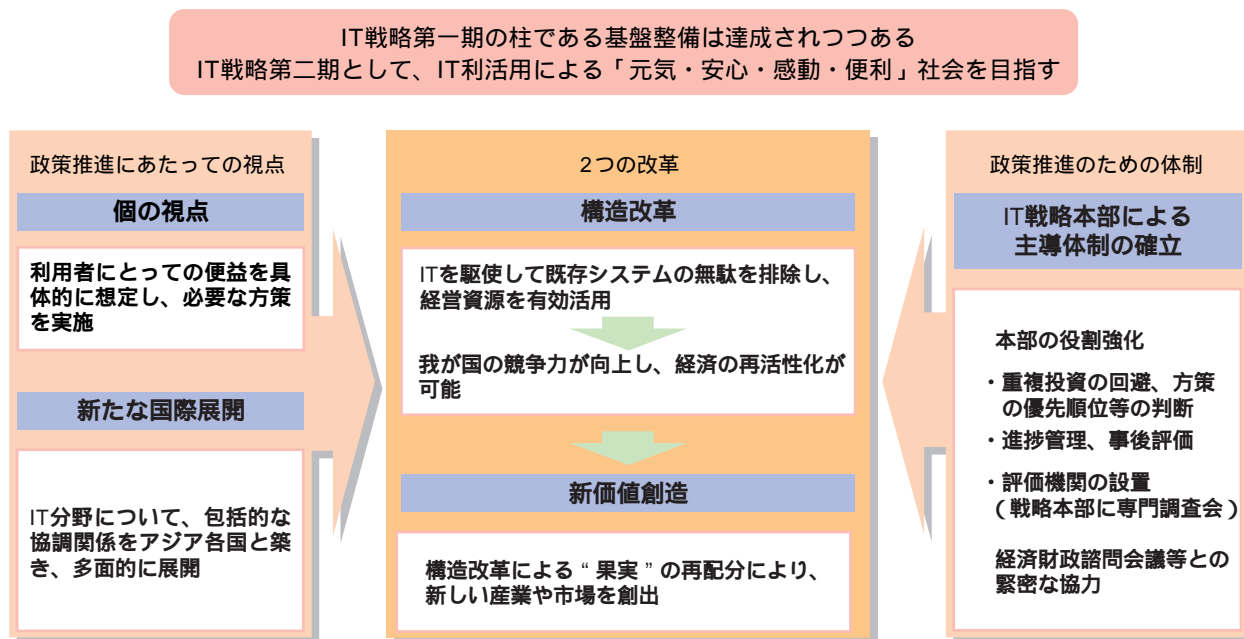 IT戦略第一期の柱である基盤整備は達成されつつある
IT戦略第二期として、IT利活用による「元気・安心・感動・便利」社会を目指す
政策推進にあたっての視点
個の視点
利用者にとっての便益を具
体的に想定し、必要な方策
を実施
新たな国際展開
IT分野について、包括的な
協調関係をアジア各国と築
き、多面的に展開
2つの改革
構造改革
ITを駆使して既存システムの無駄を排除し、
経営資源を有効活用
我が国の競争力が向上し、経済の再活性化が
可能
新価値創造
構造改革による“果実”の再配分により、
新しい産業や市場を創出
政策推進のための体制
IT戦略本部による
主導体制の確立
本部の役割強化
・重複投資の回避、方策
の優先順位等の判断
・進捗管理、事後評価
・評価機関の設置
(戦略本部に専門調査会)
経済財政諮問会議等との
緊密な協力